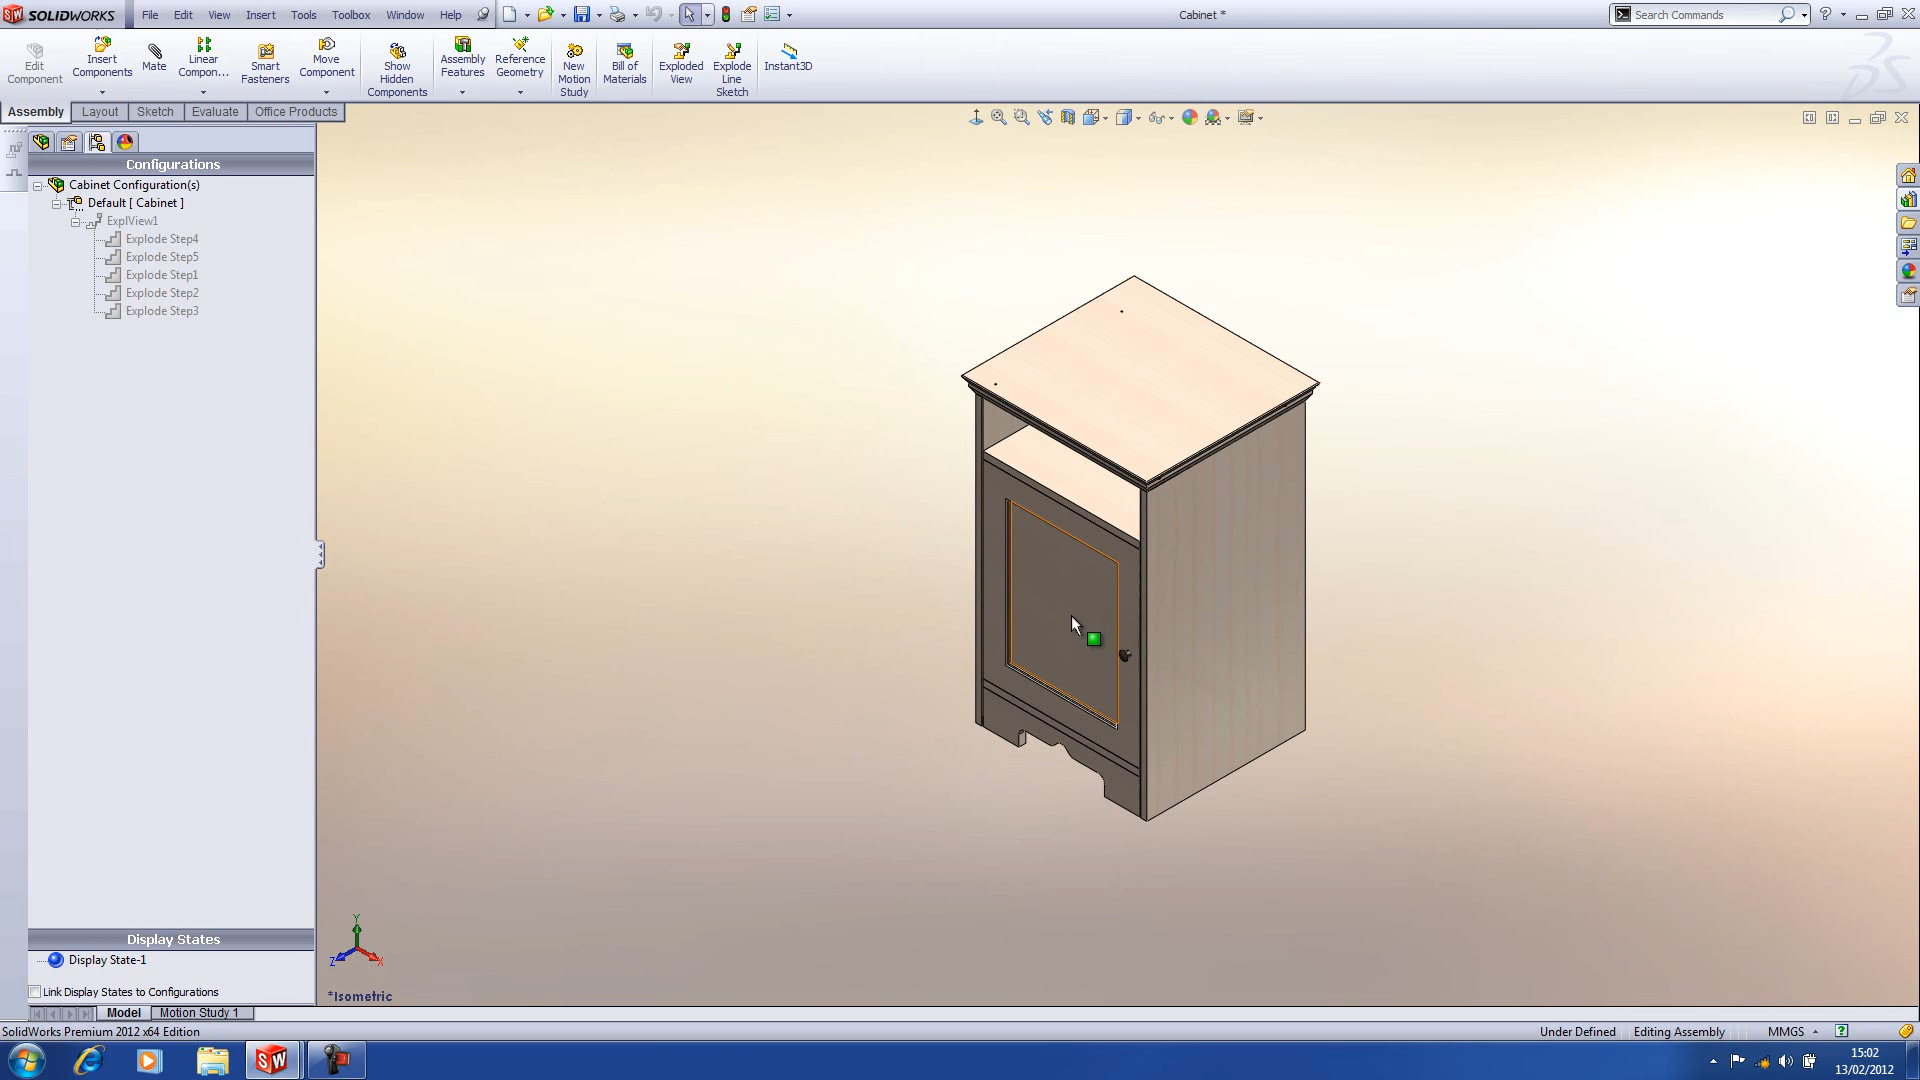 SW SOLIDWORKS File Edit View Insert Tools Toolbox Window Help Cabinet * Search Commands ?
Edit Component
Insert Components
Mate
Linear Compon...
Smart Fasteners
Move Component
Show Hidden Components
Assembly Features
Reference Geometry
New Motion Study
Bill of Materials
Exploded View
Explode Line Sketch
Instant3D
Assembly Layout Sketch Evaluate Office Products
Configurations
Cabinet Configuration(s)
Default [ Cabinet ]
ExplView1
Explode Step4
Explode Step5
Explode Step1
Explode Step2
Explode Step3
Display States
Display State-1
Link Display States to Configurations
Y
Z X
*Isometric
Model Motion Study 1
SolidWorks Premium 2012 x64 Edition Under Defined Editing Assembly MMGS ?
SW
15:02
13/02/2012